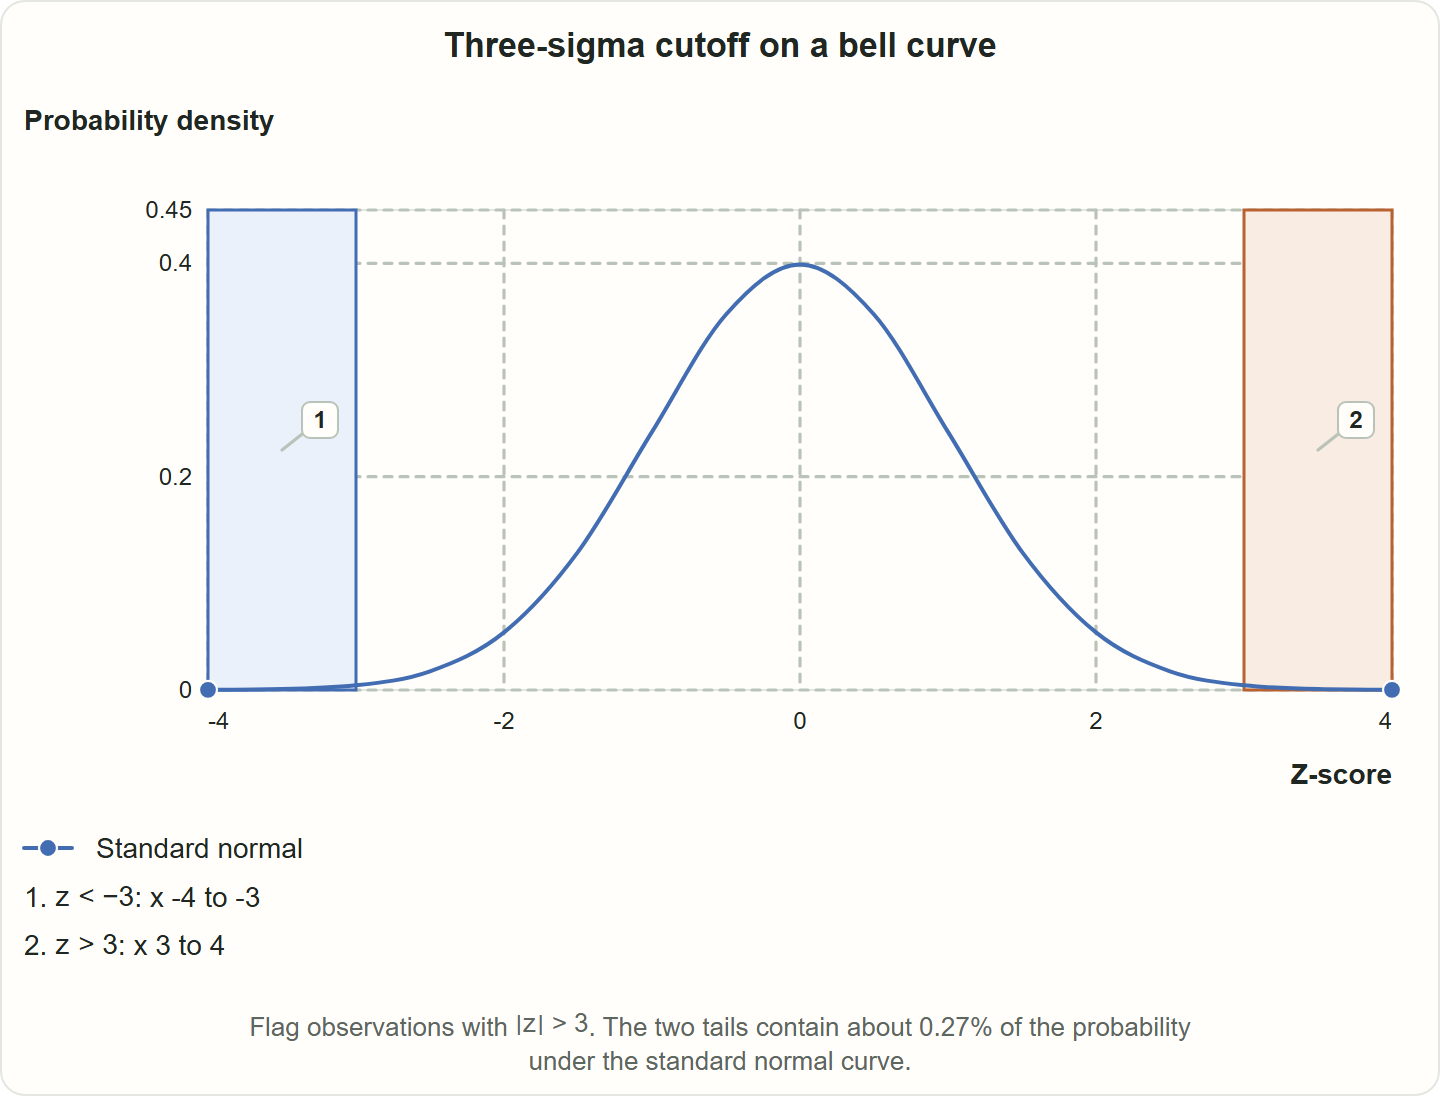 Three-sigma cutoff on a bell curve
Probability density
0.45
0.4
0.2
0
1
2
-4
-2
0
2
4
Z-score
Standard normal
1. z < −3: x -4 to -3
2. z > 3: x 3 to 4
Flag observations with |z| > 3. The two tails contain about 0.27% of the probability
under the standard normal curve.